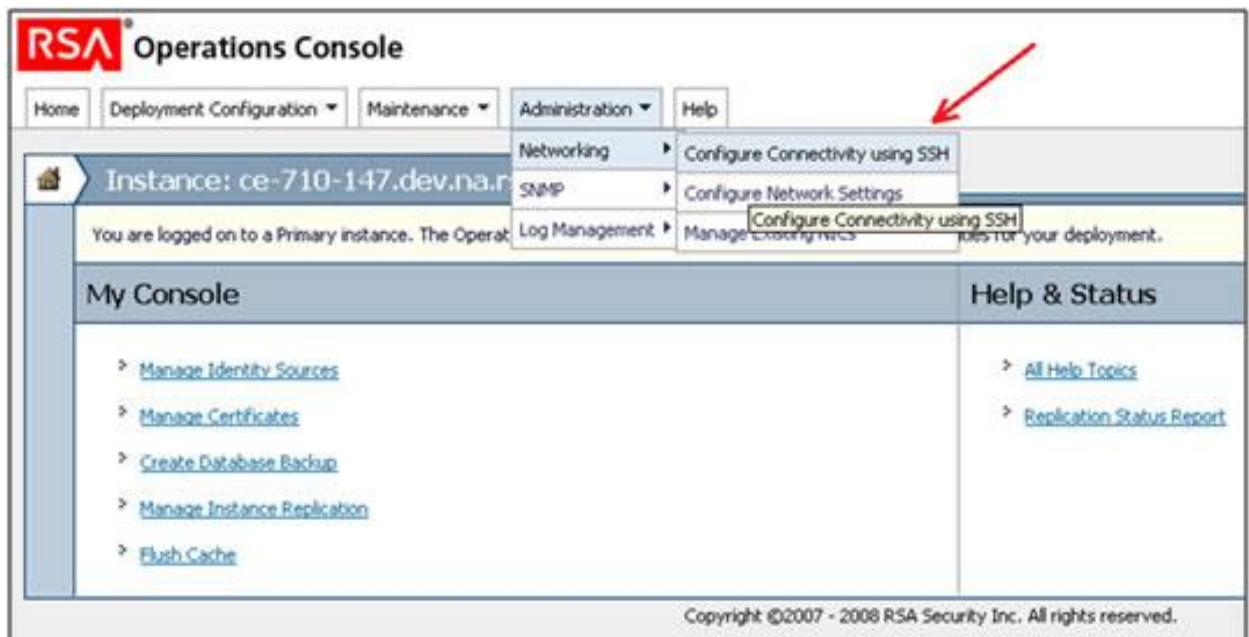 RSA Operations Console
Home Deployment Configuration Maintenance Administration Help
Networking Configure Connectivity using SSH
Instance: ce-710-147.dev.na.r
SNMP Configure Network Settings
Configure Connectivity using SSH
You are logged on to a Primary instance. The Operat Log Management Manage Existing NICs for your deployment.
My Console Help & Status
Manage Identity Sources
Manage Certificates
Create Database Backup
Manage Instance Replication
Flush Cache
All Help Topics
Replication Status Report
Copyright ©2007 - 2008 RSA Security Inc. All rights reserved.